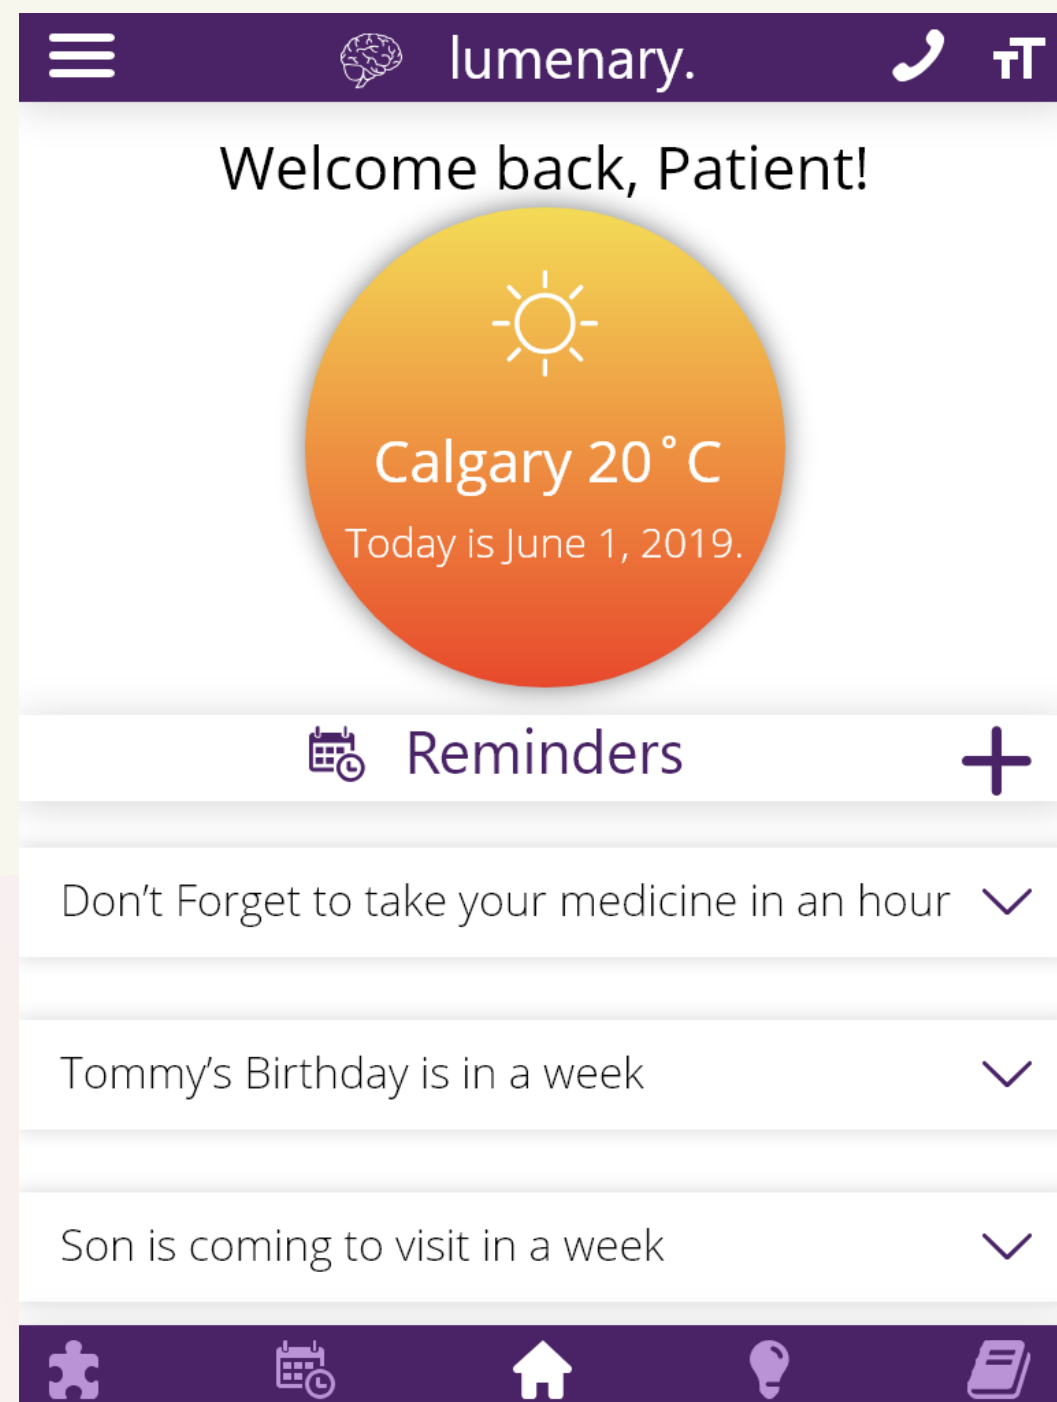 lumenary.
Welcome back, Patient!
Calgary 20°C
Today is June 1, 2019.
Reminders
Don’t Forget to take your medicine in an hour
Tommy’s Birthday is in a week
Son is coming to visit in a week